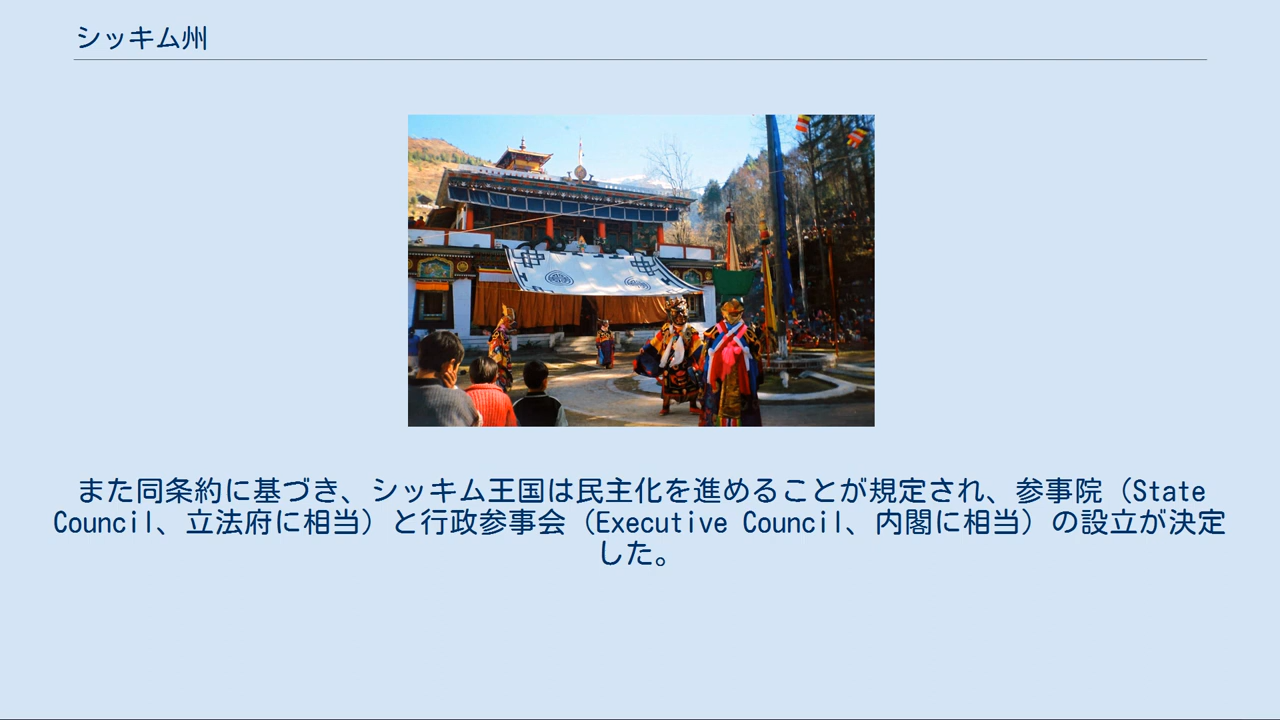 シッキム州
また同条約に基づき、シッキム王国は民主化を進めることが規定され、参事院（State
Council、立法府に相当）と行政参事会（Executive Council、内閣に相当）の設立が決定
した。